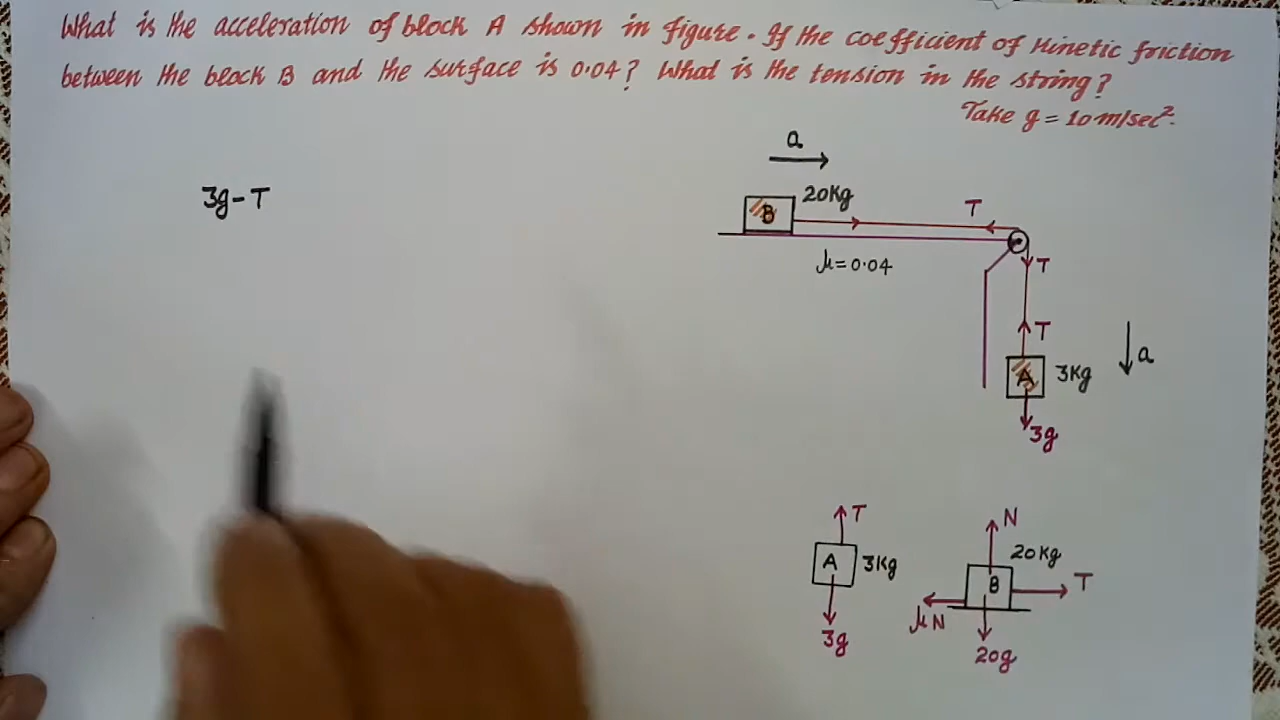 What is the acceleration of block A shown in figure. If the coefficient of kinetic friction
between the block B and the surface is 0.04? What is the tension in the string?
Take g = 10 m/sec².
3g - T
a
B
20Kg
T
μ = 0.04
T
T
A
3Kg
a
3g
T
A
3Kg
3g
N
20Kg
B
T
μN
20g